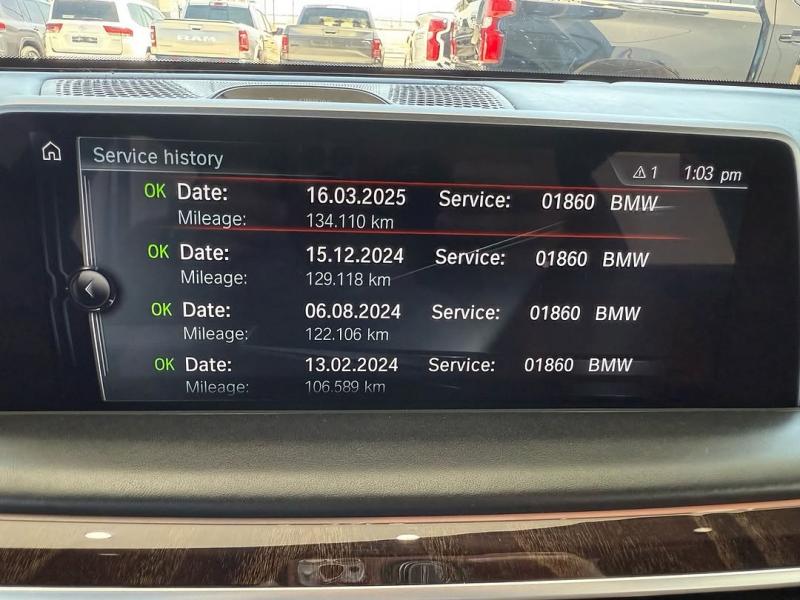 RAM
Service history
1 1:03 pm
OK Date: 16.03.2025 Service: 01860 BMW
Mileage: 134.110 km
OK Date: 15.12.2024 Service: 01860 BMW
Mileage: 129.118 km
OK Date: 06.08.2024 Service: 01860 BMW
Mileage: 122.106 km
OK Date: 13.02.2024 Service: 01860 BMW
Mileage: 106.589 km